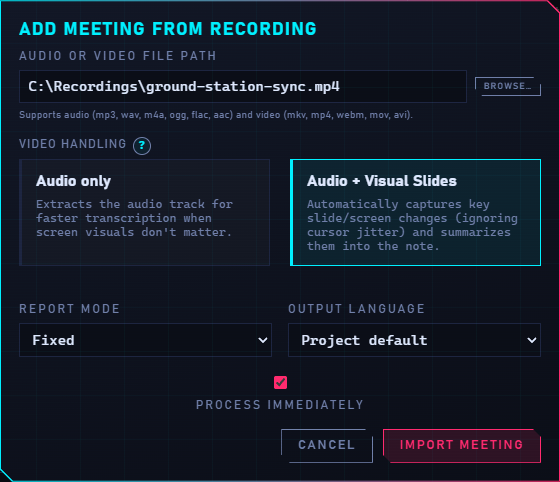 ADD MEETING FROM RECORDING
AUDIO OR VIDEO FILE PATH
C:\Recordings\ground-station-sync.mp4
BROWSE…
Supports audio (mp3, wav, m4a, ogg, flac, aac) and video (mkv, mp4, webm, mov, avi).
VIDEO HANDLING ?
Audio only
Extracts the audio track for
faster transcription when
screen visuals don't matter.
Audio + Visual Slides
Automatically captures key
slide/screen changes (ignoring
cursor jitter) and summarizes
them into the note.
REPORT MODE
Fixed
OUTPUT LANGUAGE
Project default
PROCESS IMMEDIATELY
CANCEL
IMPORT MEETING